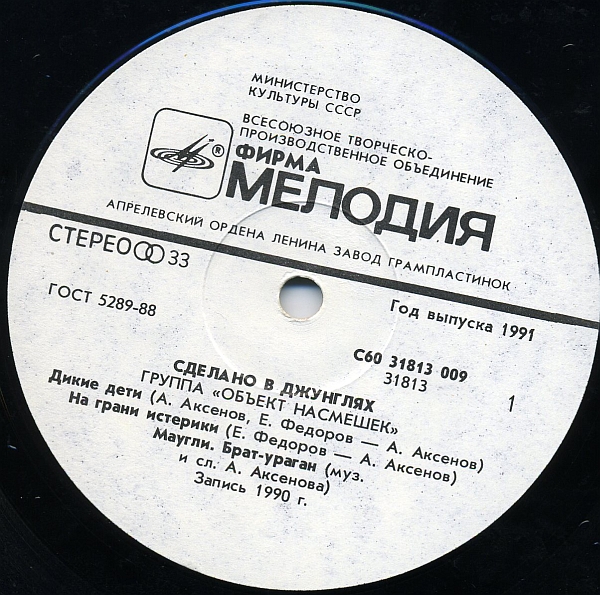 МИНИСТЕРСТВО
КУЛЬТУРЫ СССР
ВСЕСОЮЗНОЕ ТВОРЧЕСКО-
ПРОИЗВОДСТВЕННОЕ ОБЪЕДИНЕНИЕ
ФИРМА
®
МЕЛОДИЯ
АПРЕЛЕВСКИЙ ОРДЕНА ЛЕНИНА ЗАВОД ГРАМПЛАСТИНОК
СТЕРЕО 33
ГОСТ 5289-88
Год выпуска 1991
С60 31813 009
31813
1
СДЕЛАНО В ДЖУНГЛЯХ
ГРУППА «ОБЪЕКТ НАСМЕШЕК»
Дикие дети (А. Аксенов, Е. Федоров — А. Аксенов)
На грани истерики (Е. Федоров — А. Аксенов)
Маугли. Брат-ураган (муз.
и сл. А. Аксенова)
Запись 1990 г.